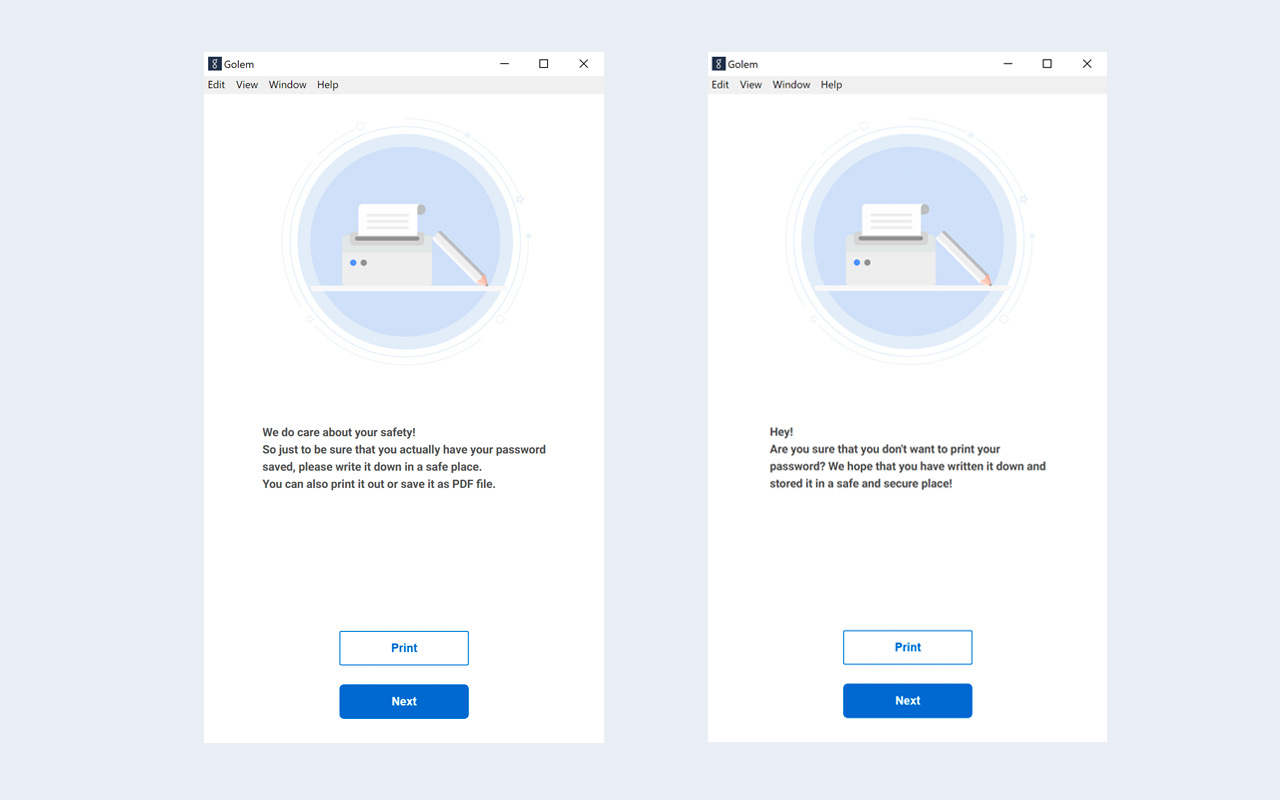 Golem
Edit View Window Help
We do care about your safety!
So just to be sure that you actually have your password
saved, please write it down in a safe place.
You can also print it out or save it as PDF file.
Print
Next
Golem
Edit View Window Help
Hey!
Are you sure that you don't want to print your
password? We hope that you have written it down and
stored it in a safe and secure place!
Print
Next